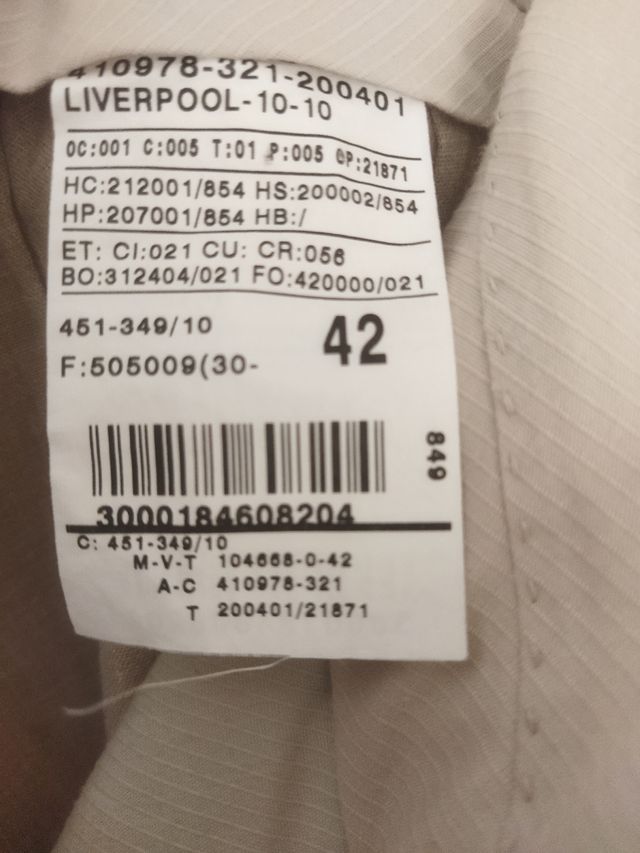 410978-321-200401
LIVERPOOL-10-10
OC:001 C:005 T:01 P:005 @P:21871
HC:212001/854 HS:200002/854
HP:207001/854 HB:/
ET: CI:021 CU: CR:056
BO:312404/021 FO:420000/021
451-349/10
42
F:505009(30-
849
3000184608204
C: 451-349/10
M-V-T 104668-0-42
A-C 410978-321
T 200401/21871